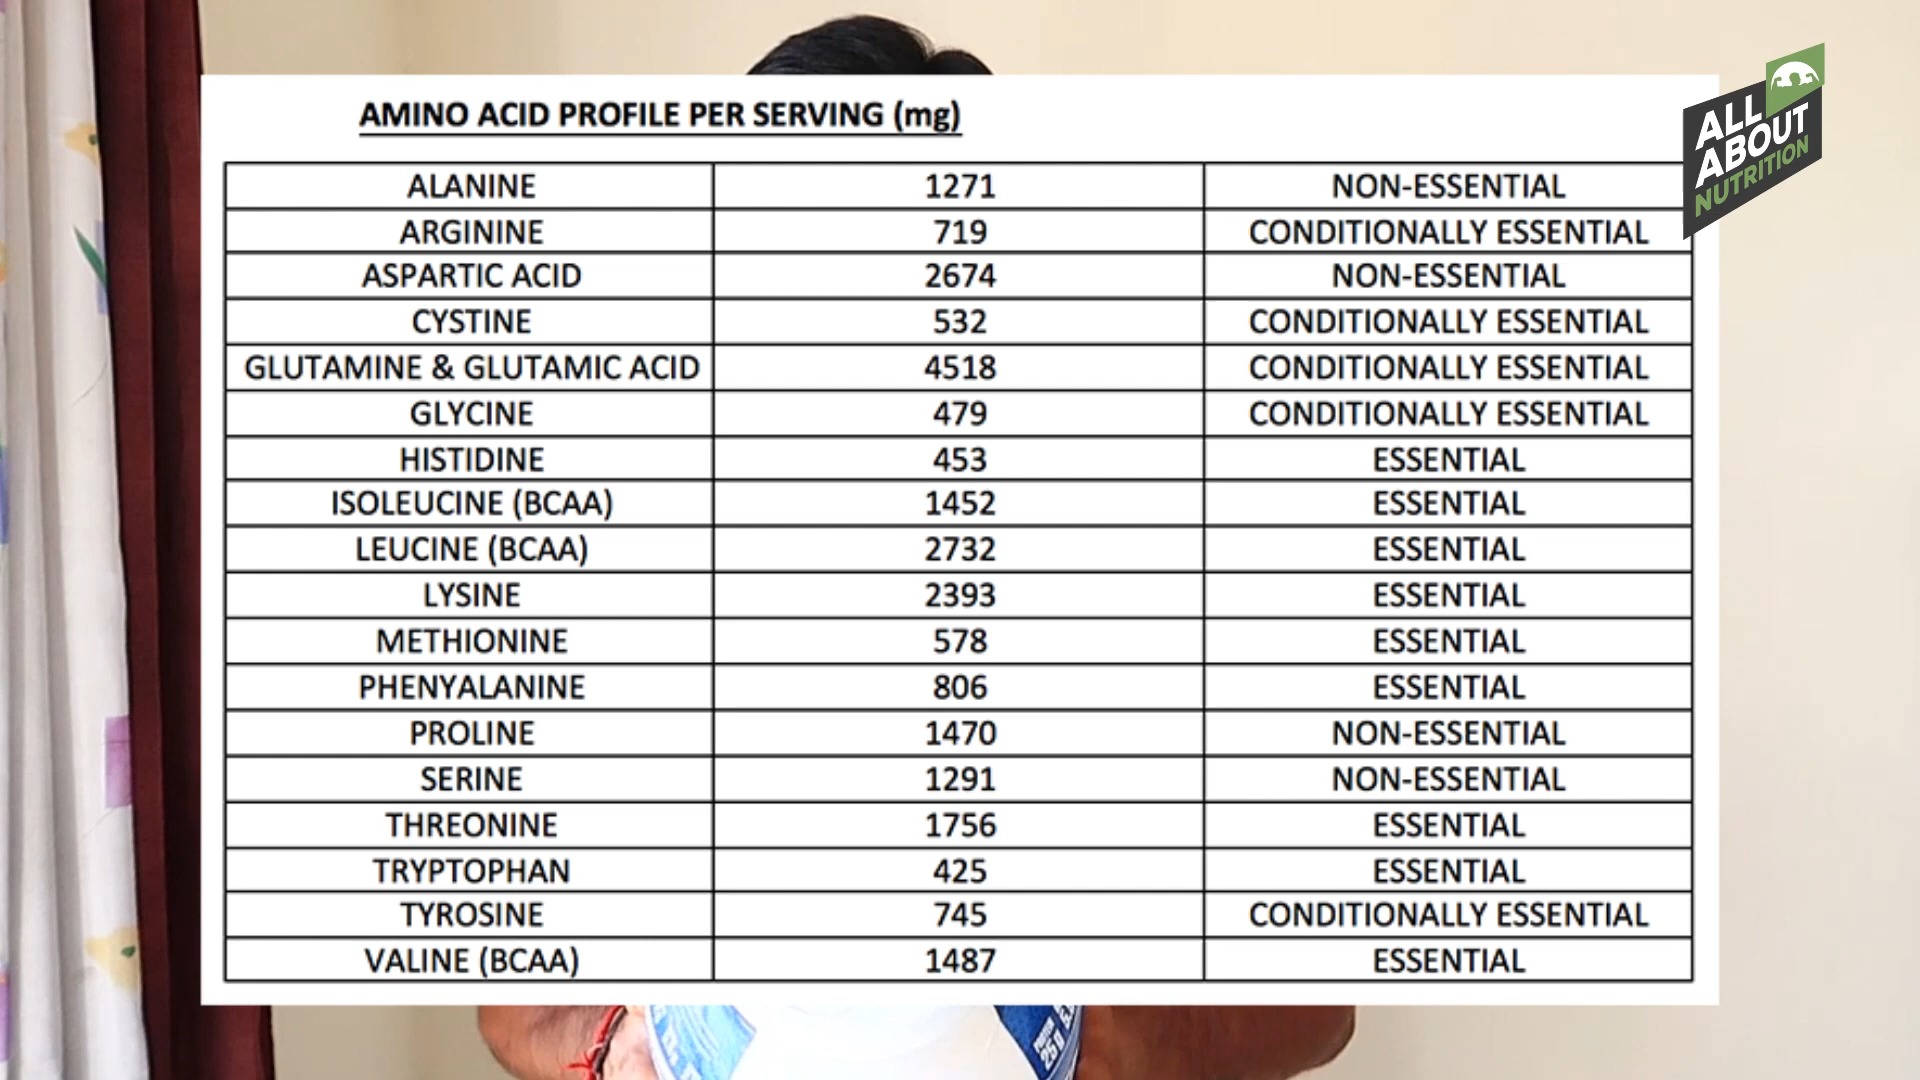 AMINO ACID PROFILE PER SERVING (mg)
ALANINE 1271 NON-ESSENTIAL
ARGININE 719 CONDITIONALLY ESSENTIAL
ASPARTIC ACID 2674 NON-ESSENTIAL
CYSTINE 532 CONDITIONALLY ESSENTIAL
GLUTAMINE & GLUTAMIC ACID 4518 CONDITIONALLY ESSENTIAL
GLYCINE 479 CONDITIONALLY ESSENTIAL
HISTIDINE 453 ESSENTIAL
ISOLEUCINE (BCAA) 1452 ESSENTIAL
LEUCINE (BCAA) 2732 ESSENTIAL
LYSINE 2393 ESSENTIAL
METHIONINE 578 ESSENTIAL
PHENYALANINE 806 ESSENTIAL
PROLINE 1470 NON-ESSENTIAL
SERINE 1291 NON-ESSENTIAL
THREONINE 1756 ESSENTIAL
TRYPTOPHAN 425 ESSENTIAL
TYROSINE 745 CONDITIONALLY ESSENTIAL
VALINE (BCAA) 1487 ESSENTIAL
ALL
ABOUT
NUTRITION